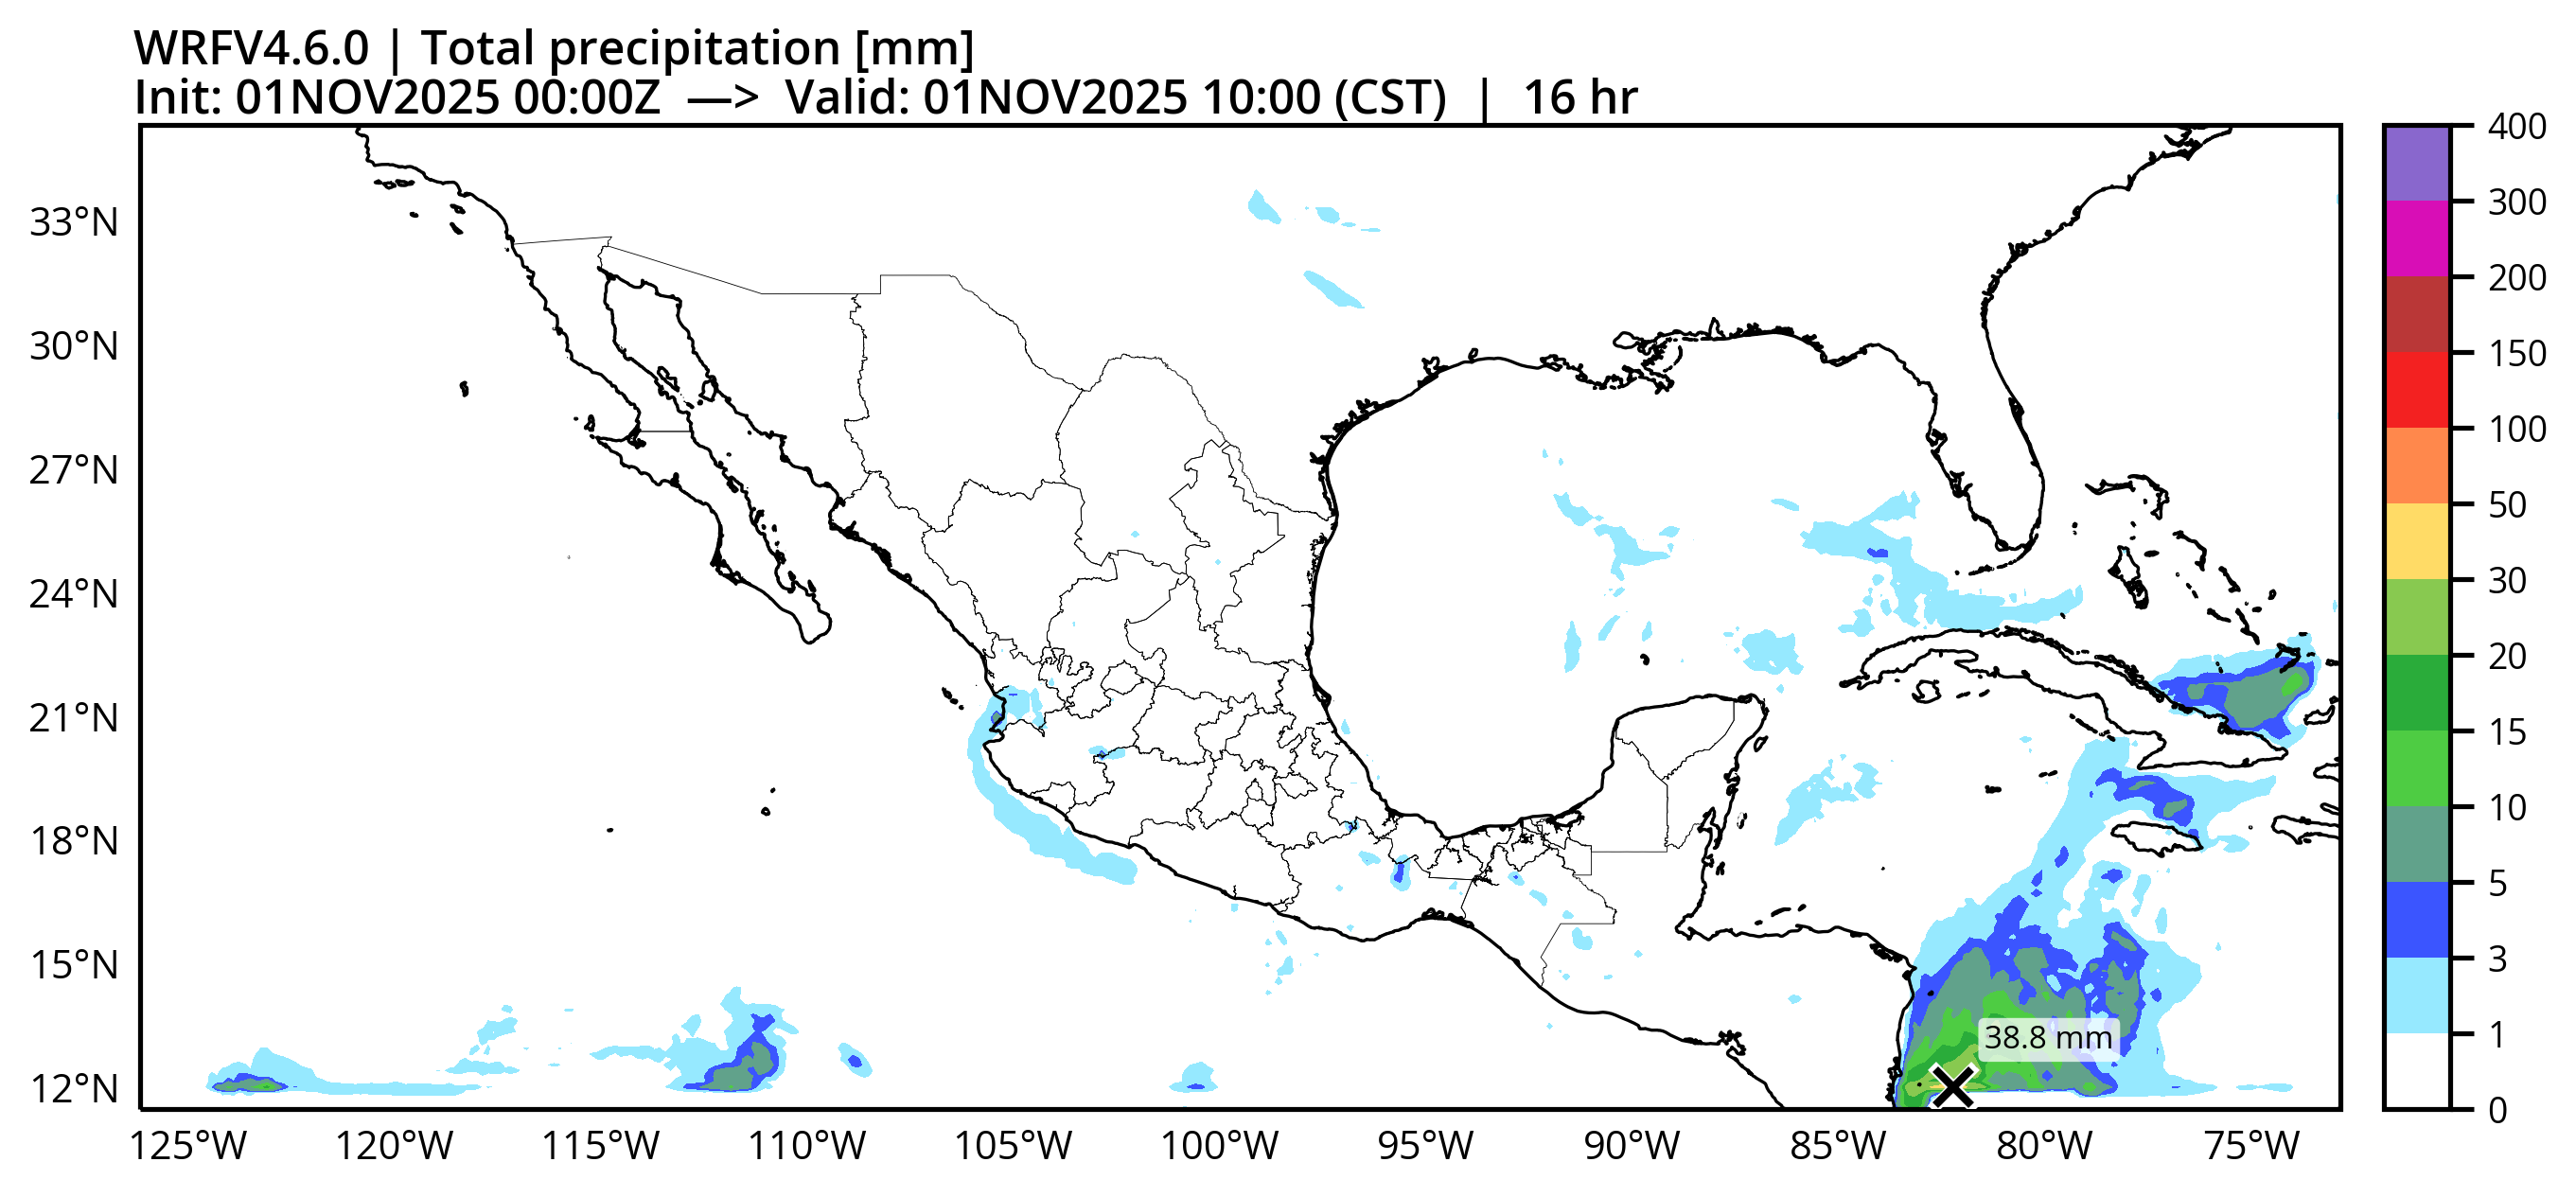 WRFV4.6.0 | Total precipitation [mm]
Init: 01NOV2025 00:00Z —> Valid: 01NOV2025 10:00 (CST) | 16 hr
33°N
30°N
27°N
24°N
21°N
18°N
15°N
12°N
125°W 120°W 115°W 110°W 105°W 100°W 95°W 90°W 85°W 80°W 75°W
38.8 mm
400
300
200
150
100
50
30
20
15
10
5
3
1
0